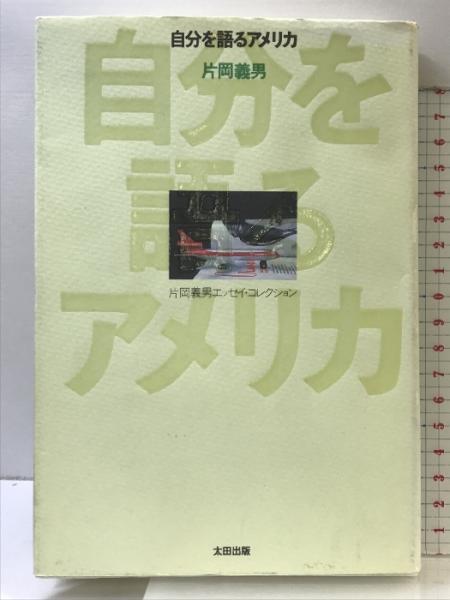 自分を語るアメリカ
片岡義男
自分を
語る
アメリカ
片岡義男エッセイ・コレクション
太田出版